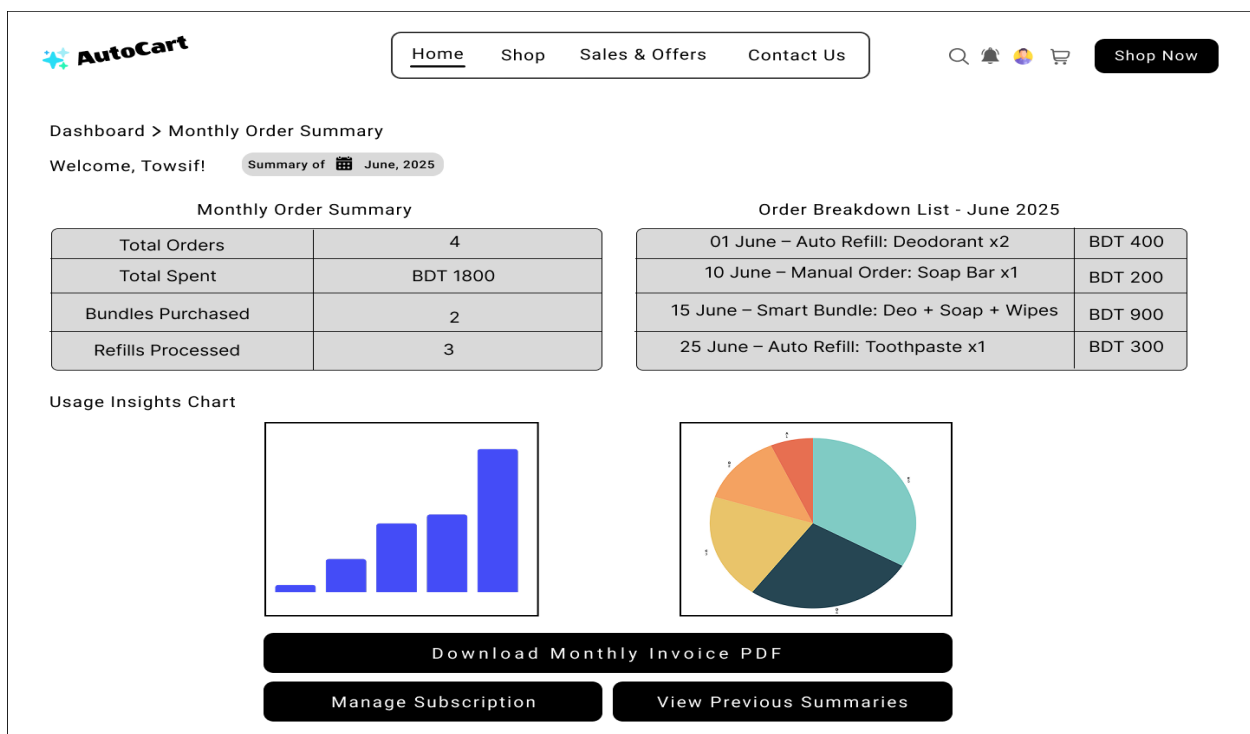 AutoCart
Home Shop Sales & Offers Contact Us
Shop Now
Dashboard > Monthly Order Summary
Welcome, Towsif!
Summary of June, 2025
Monthly Order Summary
Total Orders 4
Total Spent BDT 1800
Bundles Purchased 2
Refills Processed 3
Order Breakdown List - June 2025
01 June – Auto Refill: Deodorant x2 BDT 400
10 June – Manual Order: Soap Bar x1 BDT 200
15 June – Smart Bundle: Deo + Soap + Wipes BDT 900
25 June – Auto Refill: Toothpaste x1 BDT 300
Usage Insights Chart
Download Monthly Invoice PDF
Manage Subscription
View Previous Summaries